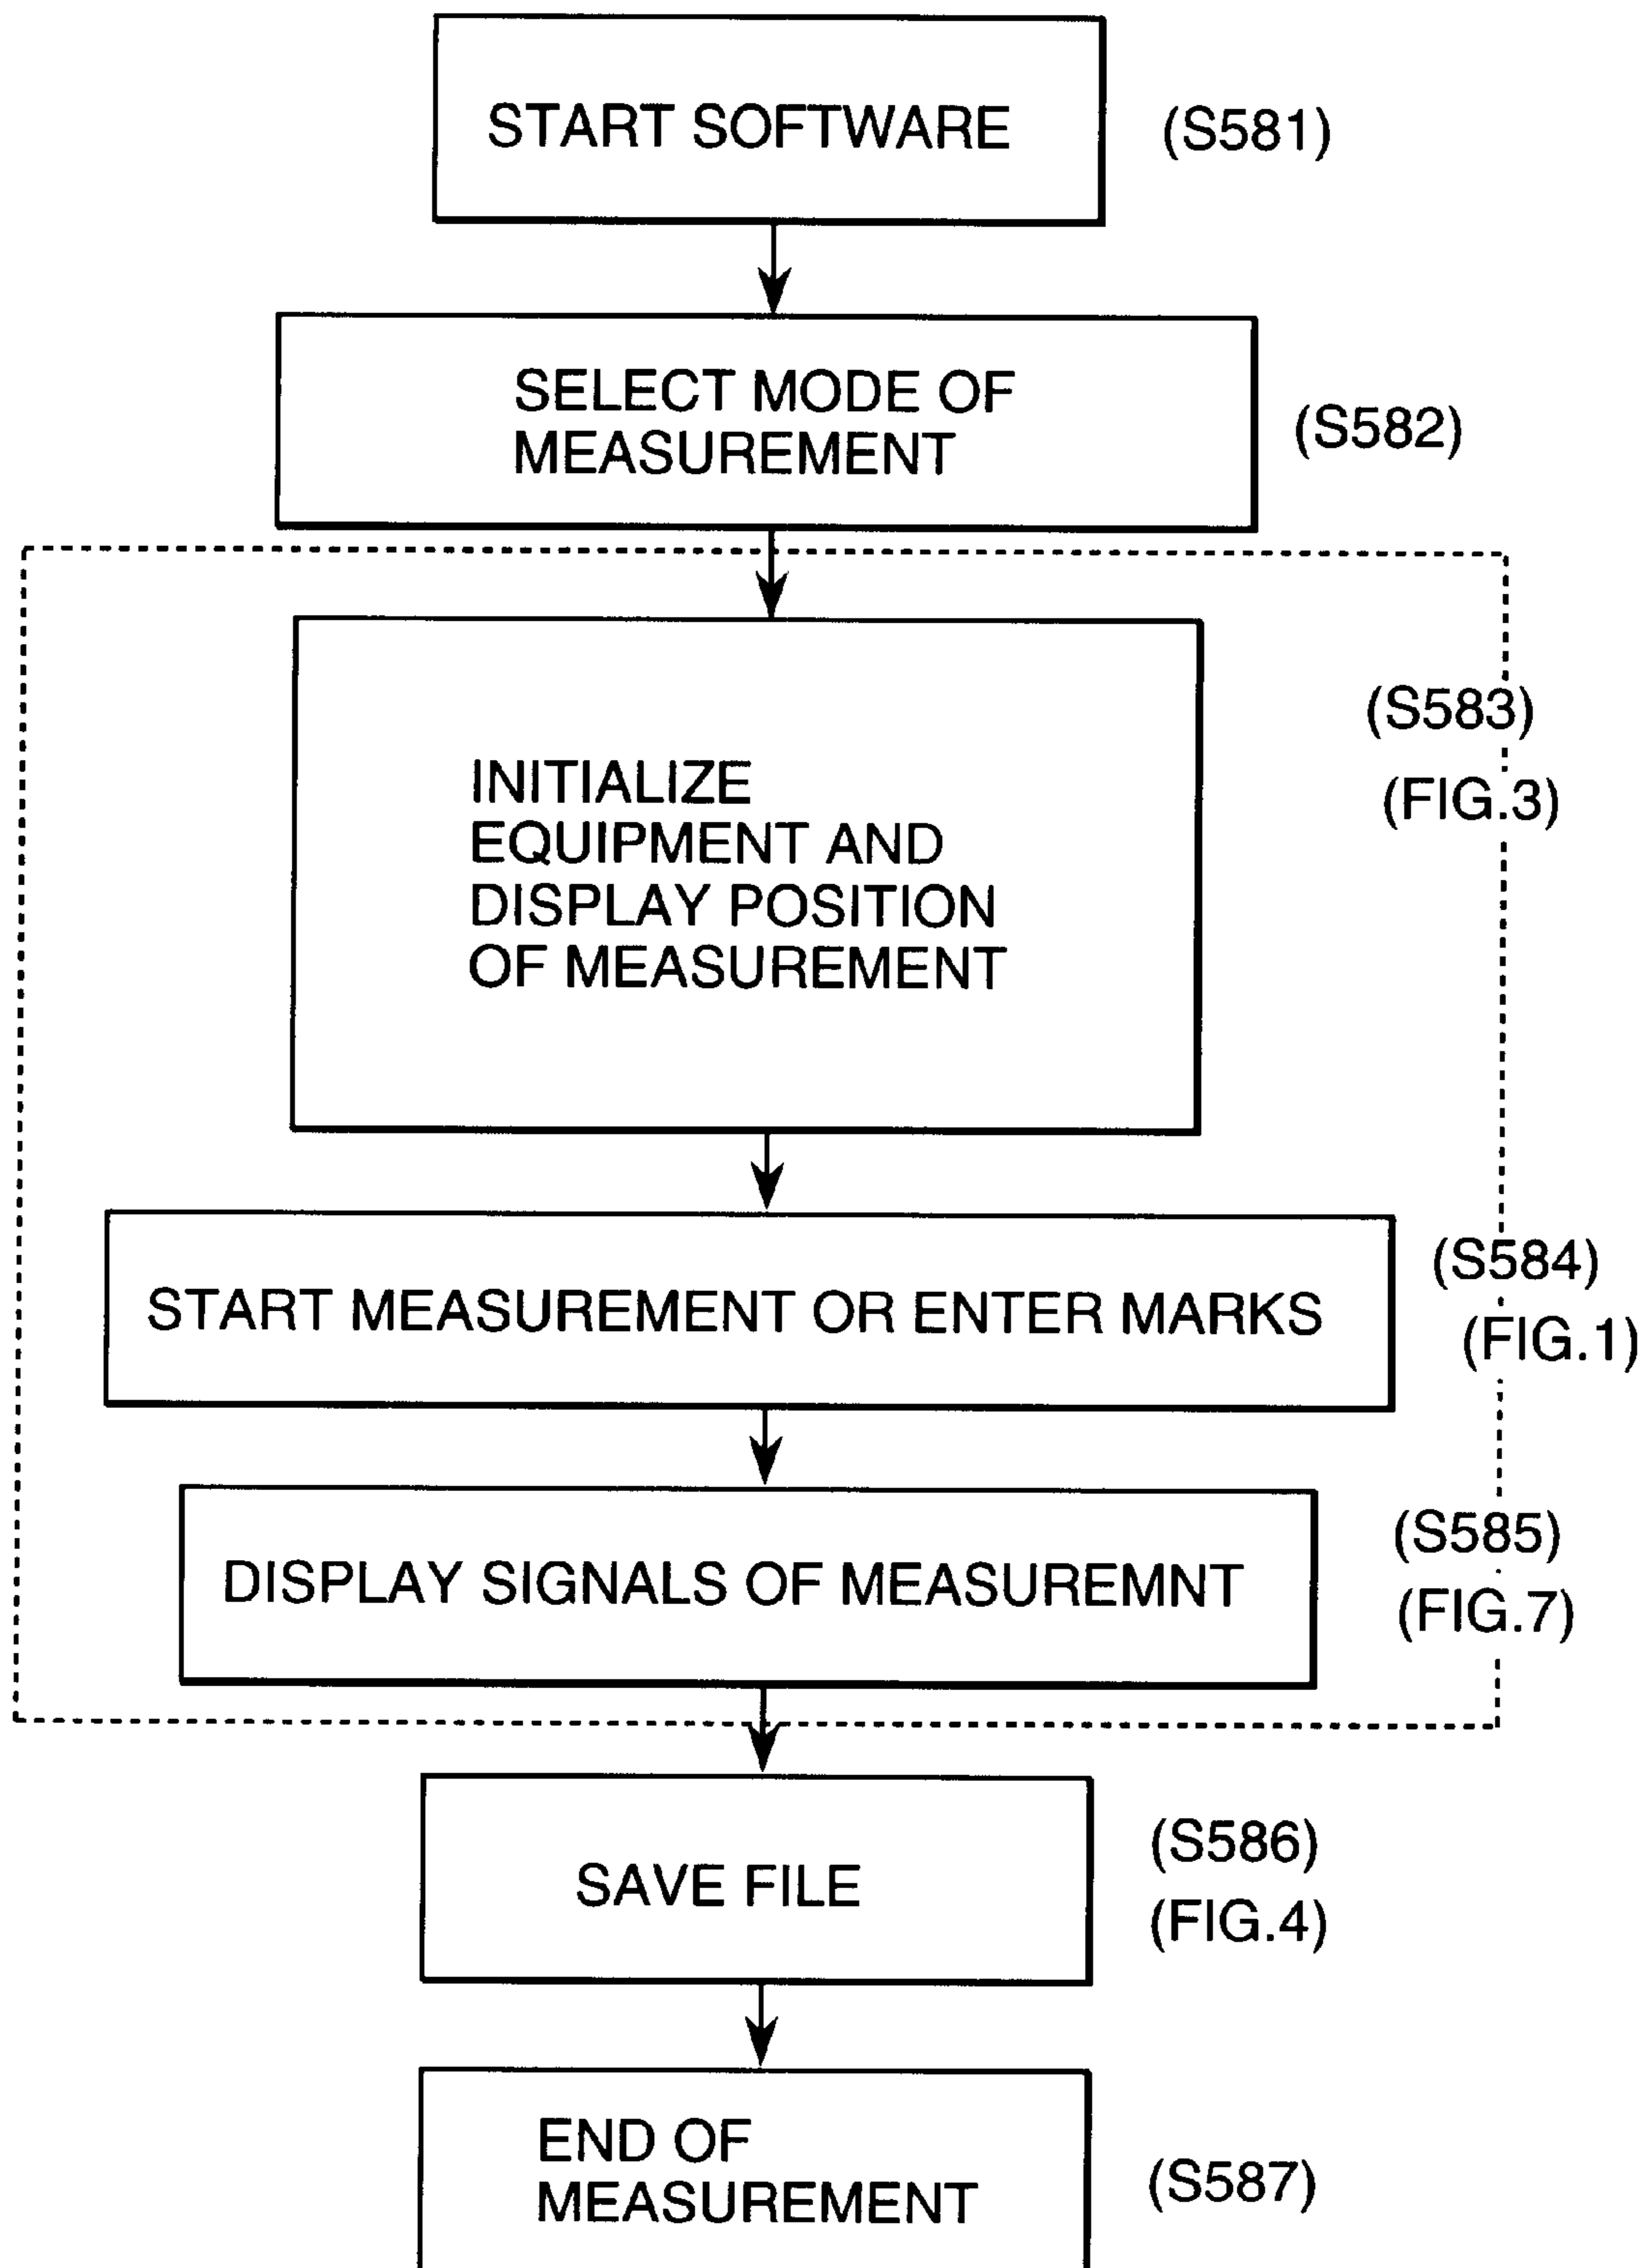 START SOFTWARE
(S581)
SELECT MODE OF
MEASUREMENT
(S582)
INITIALIZE
EQUIPMENT AND
DISPLAY POSITION
OF MEASUREMENT
(S583)
(FIG.3)
START MEASUREMENT OR ENTER MARKS
(S584)
(FIG.1)
DISPLAY SIGNALS OF MEASUREMNT
(S585)
(FIG.7)
SAVE FILE
(S586)
(FIG.4)
END OF
MEASUREMENT
(S587)